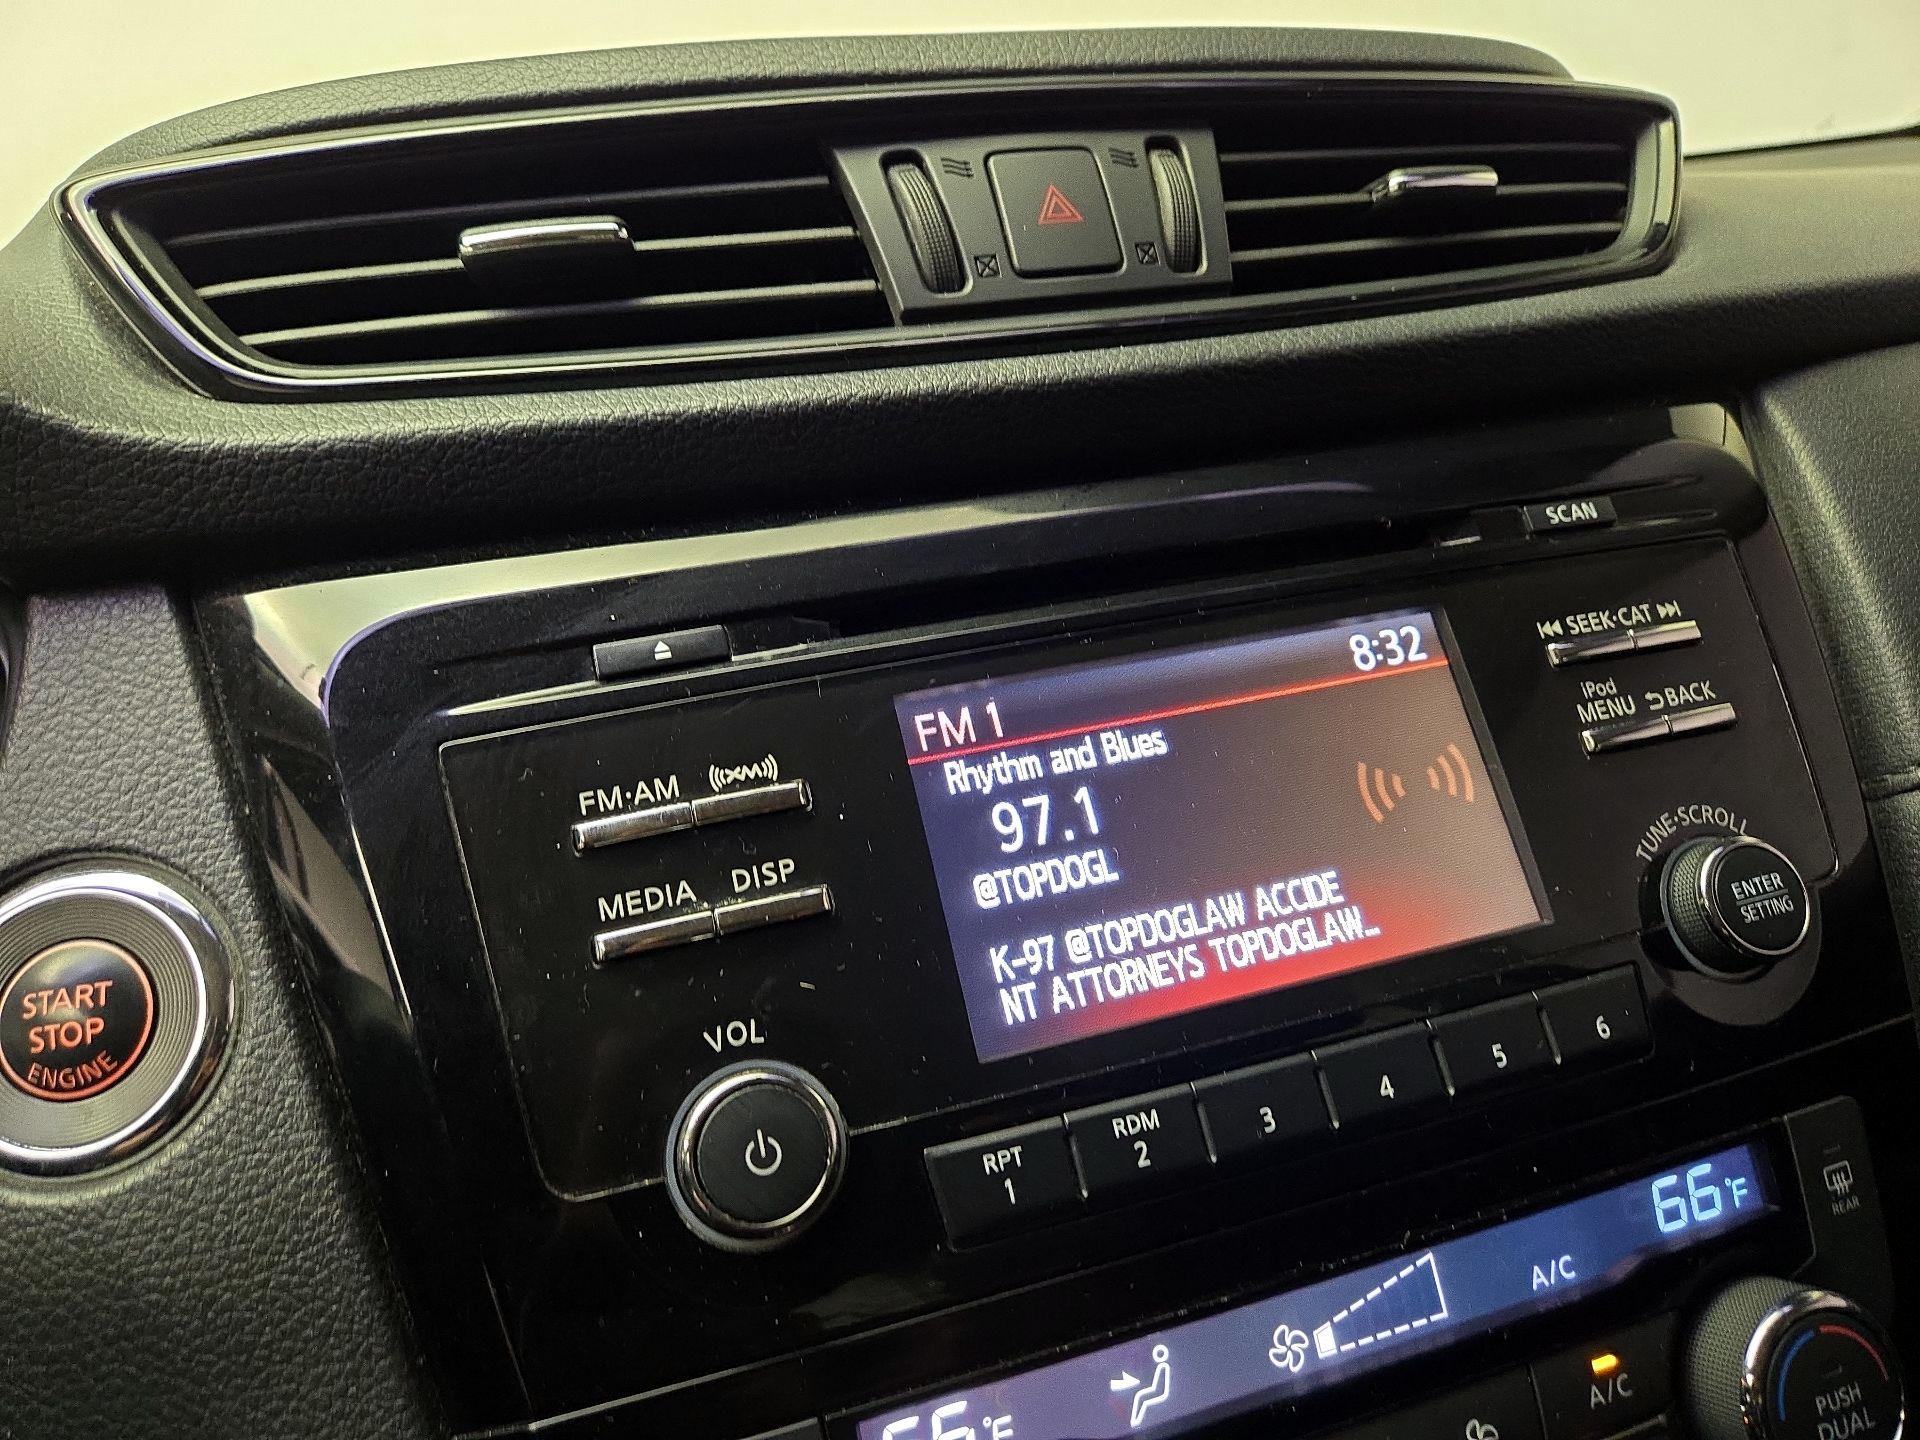 SCAN
SEEK·CAT
iPod
MENU
BACK
8:32
FM 1
Rhythm and Blues
97.1
@TOPDOGL
K-97 @TOPDOGLAW ACCIDE
NT ATTORNEYS TOPDOGLAW...
FM·AM
XM
MEDIA
DISP
VOL
TUNE·SCROLL
ENTER
SETTING
START
STOP
ENGINE
RPT
1
RDM
2
3
4
5
6
66°F
A/C
REAR
66°F
A/C
PUSH
DUAL